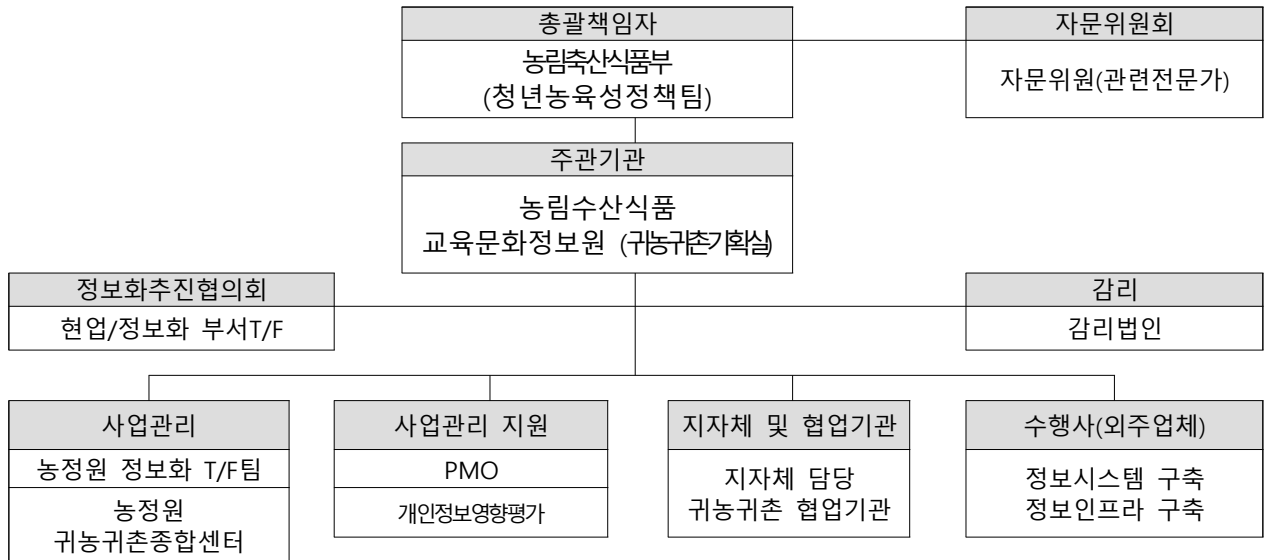 총괄책임자
농림축산식품부
(청년농육성정책팀)
자문위원회
자문위원(관련전문가)
주관기관
농림수산식품
교육문화정보원 (귀농귀촌기획실)
정보화추진협의회
현업/정보화 부서T/F
감리
감리법인
사업관리
농정원 정보화 T/F팀
농정원
귀농귀촌종합센터
사업관리 지원
PMO
개인정보영향평가
지자체 및 협업기관
지자체 담당
귀농귀촌 협업기관
수행사(외주업체)
정보시스템 구축
정보인프라 구축